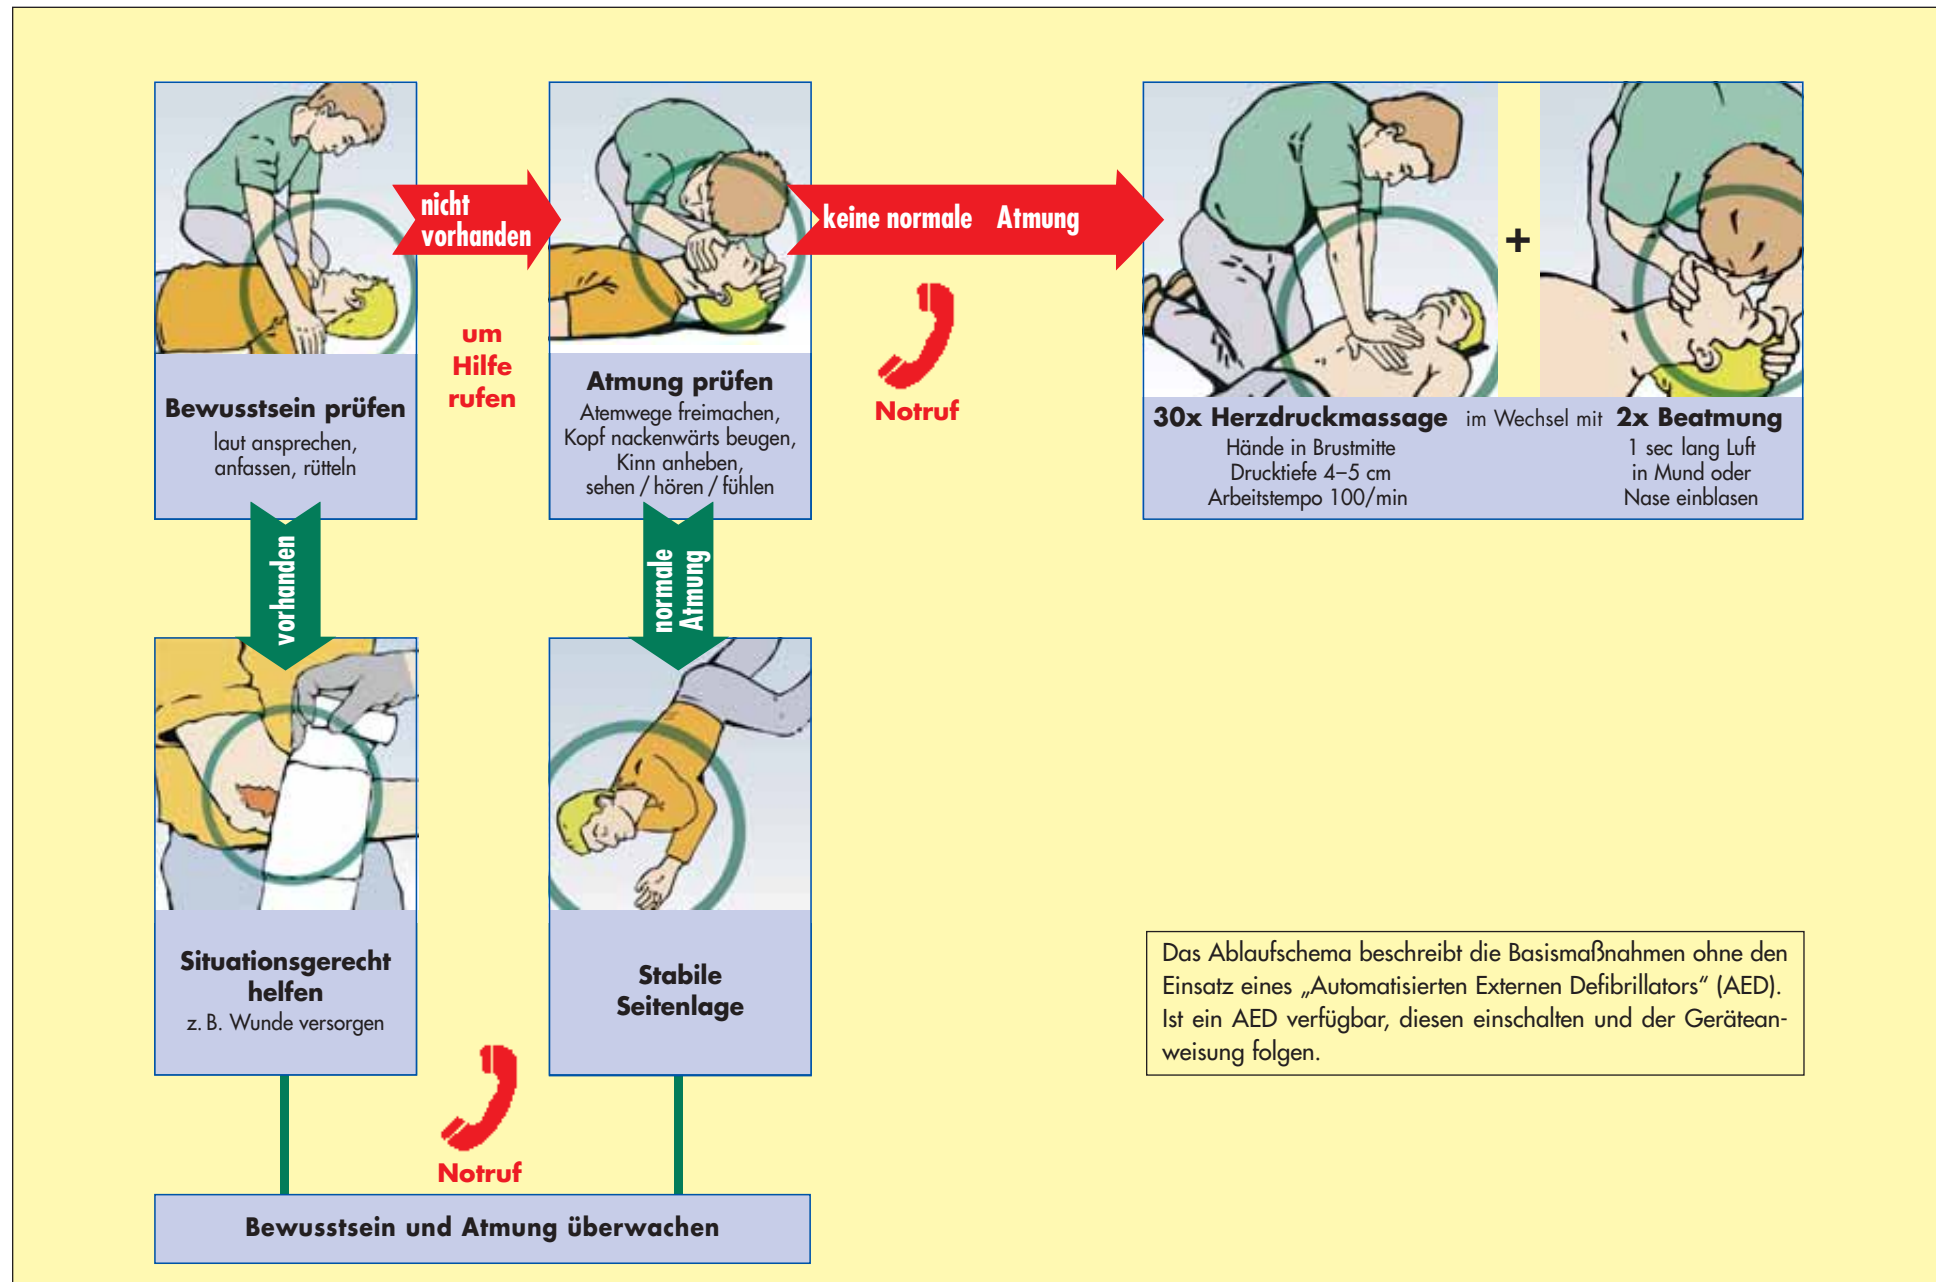 Bewusstsein prüfen
laut ansprechen,
anfassen, rütteln
nicht
vorhanden
um
Hilfe
rufen
Atmung prüfen
Atemwege freimachen,
Kopf nackenwärts beugen,
Kinn anheben,
sehen / hören / fühlen
keine normale Atmung
Notruf
+
30x Herzdruckmassage im Wechsel mit 2x Beatmung
Hände in Brustmitte
Drucktiefe 4–5 cm
Arbeitstempo 100/min
1 sec lang Luft
in Mund oder
Nase einblasen
vorhanden
normale
Atmung
Situationsgerecht
helfen
z. B. Wunde versorgen
Stabile
Seitenlage
Notruf
Bewusstsein und Atmung überwachen
Das Ablaufschema beschreibt die Basismaßnahmen ohne den
Einsatz eines „Automatisierten Externen Defibrillators“ (AED).
Ist ein AED verfügbar, diesen einschalten und der Gerätean-
weisung folgen.